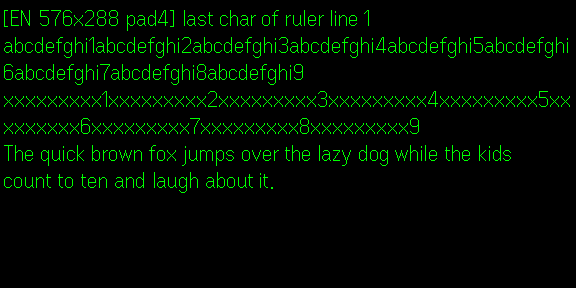 [EN 576x288 pad4] last char of ruler line 1
abcdefghi1abcdefghi2abcdefghi3abcdefghi4abcdefghi5abcdefghi
6abcdefghi7abcdefghi8abcdefghi9
xxxxxxxxx1xxxxxxxxx2xxxxxxxxx3xxxxxxxxx4xxxxxxxxx5xx
xxxxxxx6xxxxxxxxx7xxxxxxxxx8xxxxxxxxx9
The quick brown fox jumps over the lazy dog while the kids
count to ten and laugh about it.